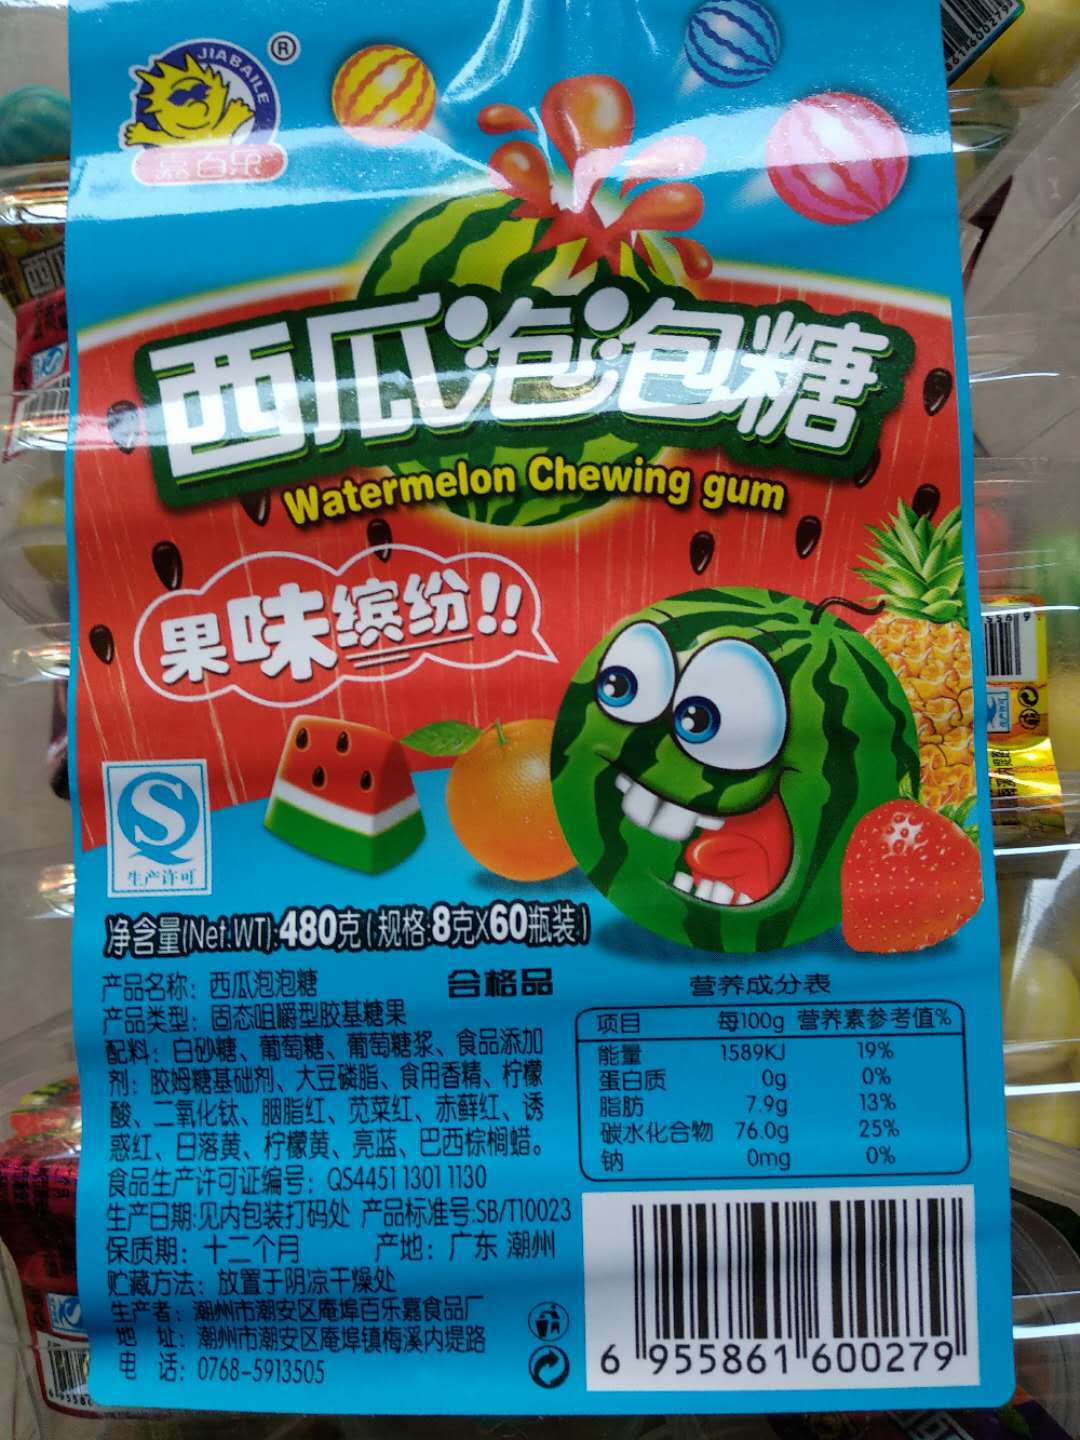 JIABAILE
®
嘉百乐
西瓜泡泡糖
Watermelon Chewing gum
果味缤纷!!
生产许可
净含量(Net.WT):480克(规格:8克X60瓶装)
产品名称：西瓜泡泡糖
合格品
产品类型：固态咀嚼型胶基糖果
配料：白砂糖、葡萄糖、葡萄糖浆、食品添加
剂：胶姆糖基础剂、大豆磷脂、食用香精、柠檬
酸、二氧化钛、胭脂红、苋菜红、赤藓红、诱
惑红、日落黄、柠檬黄、亮蓝、巴西棕榈蜡。
食品生产许可证编号：QS4451 1301 1130
生产日期:见内包装打码处 产品标准号:SB/T10023
保质期：十二个月 产地：广东 潮州
贮藏方法：放置于阴凉干燥处
生产者：潮州市潮安区庵埠百乐嘉食品厂
地 址：潮州市潮安区庵埠镇梅溪内堤路
电 话：0768-5913505
营养成分表
项目 每100g 营养素参考值%
能量 1589KJ 19%
蛋白质 0g 0%
脂肪 7.9g 13%
碳水化合物 76.0g 25%
钠 0mg 0%
6 955861 600279